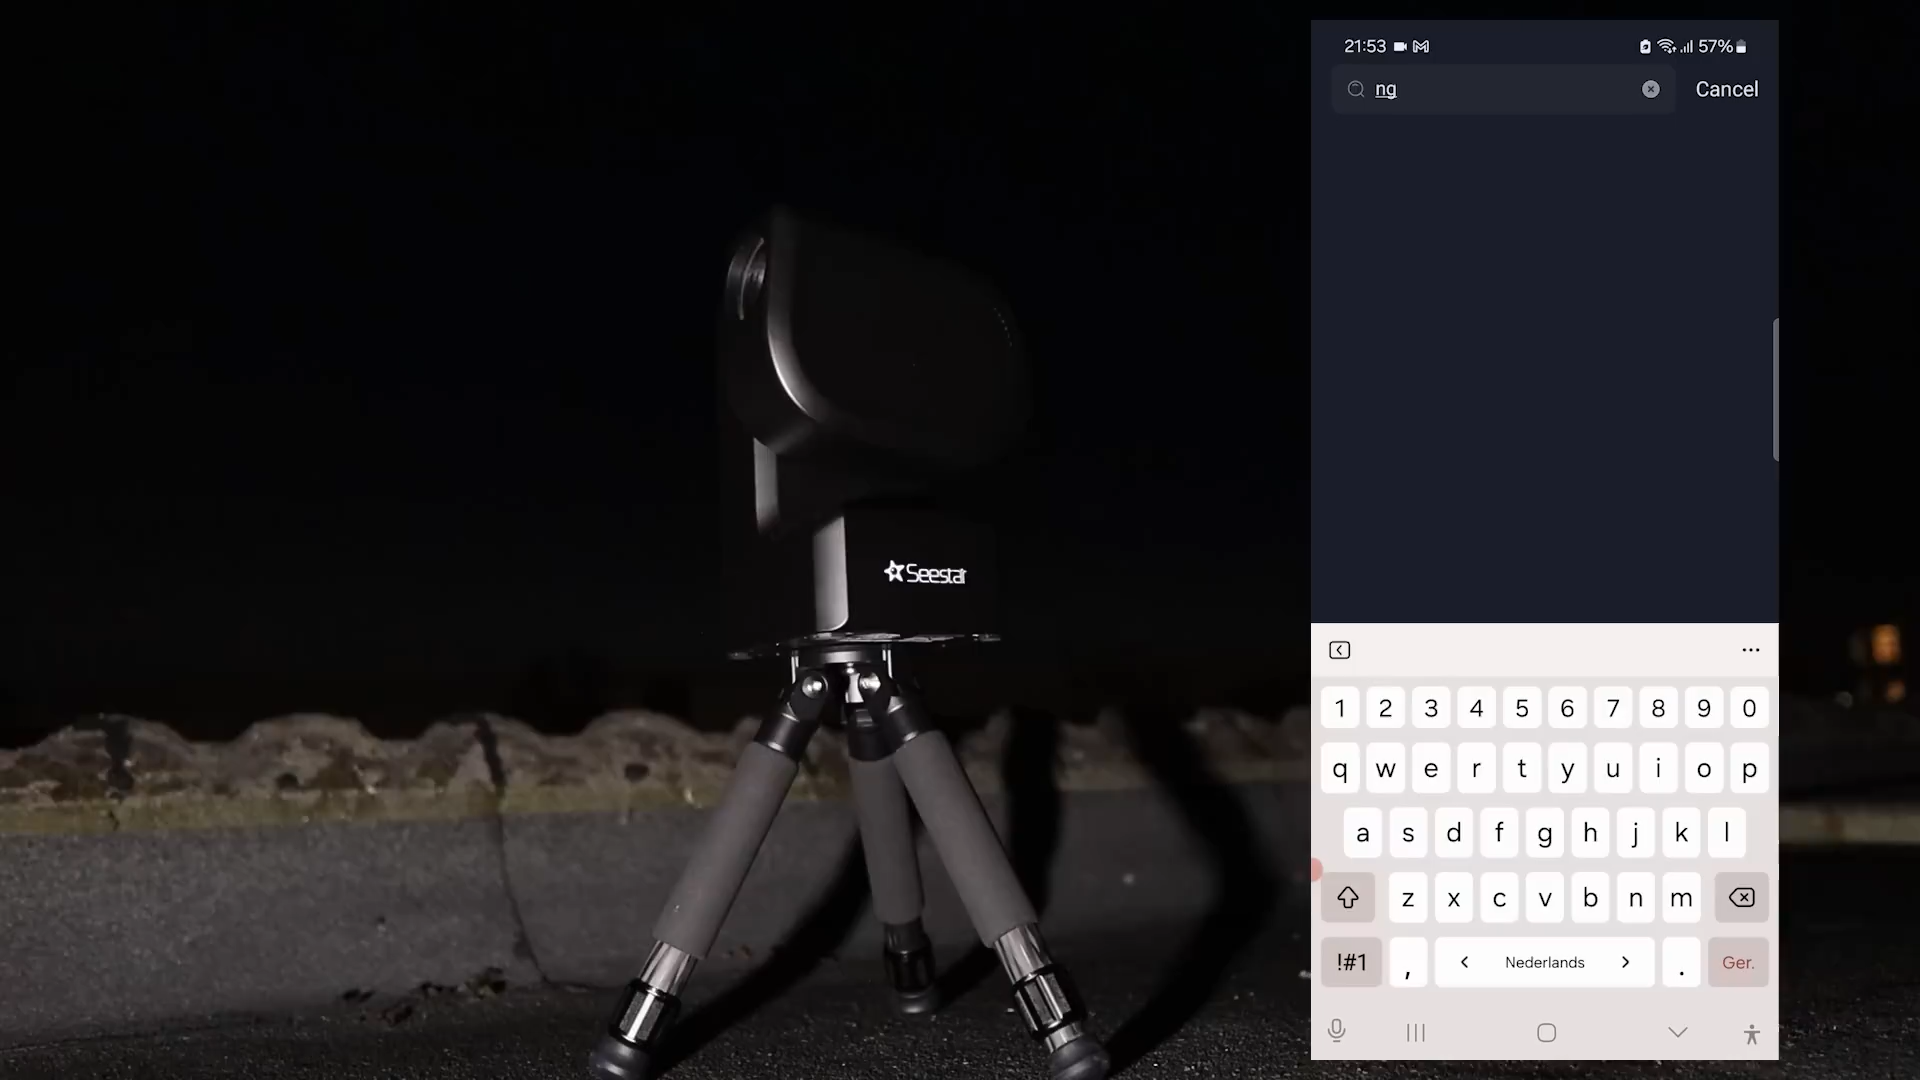 21:53 57%
ng Cancel
Seestar
1 2 3 4 5 6 7 8 9 0
q w e r t y u i o p
a s d f g h j k l
z x c v b n m
!#1 , < Nederlands > . Ger.